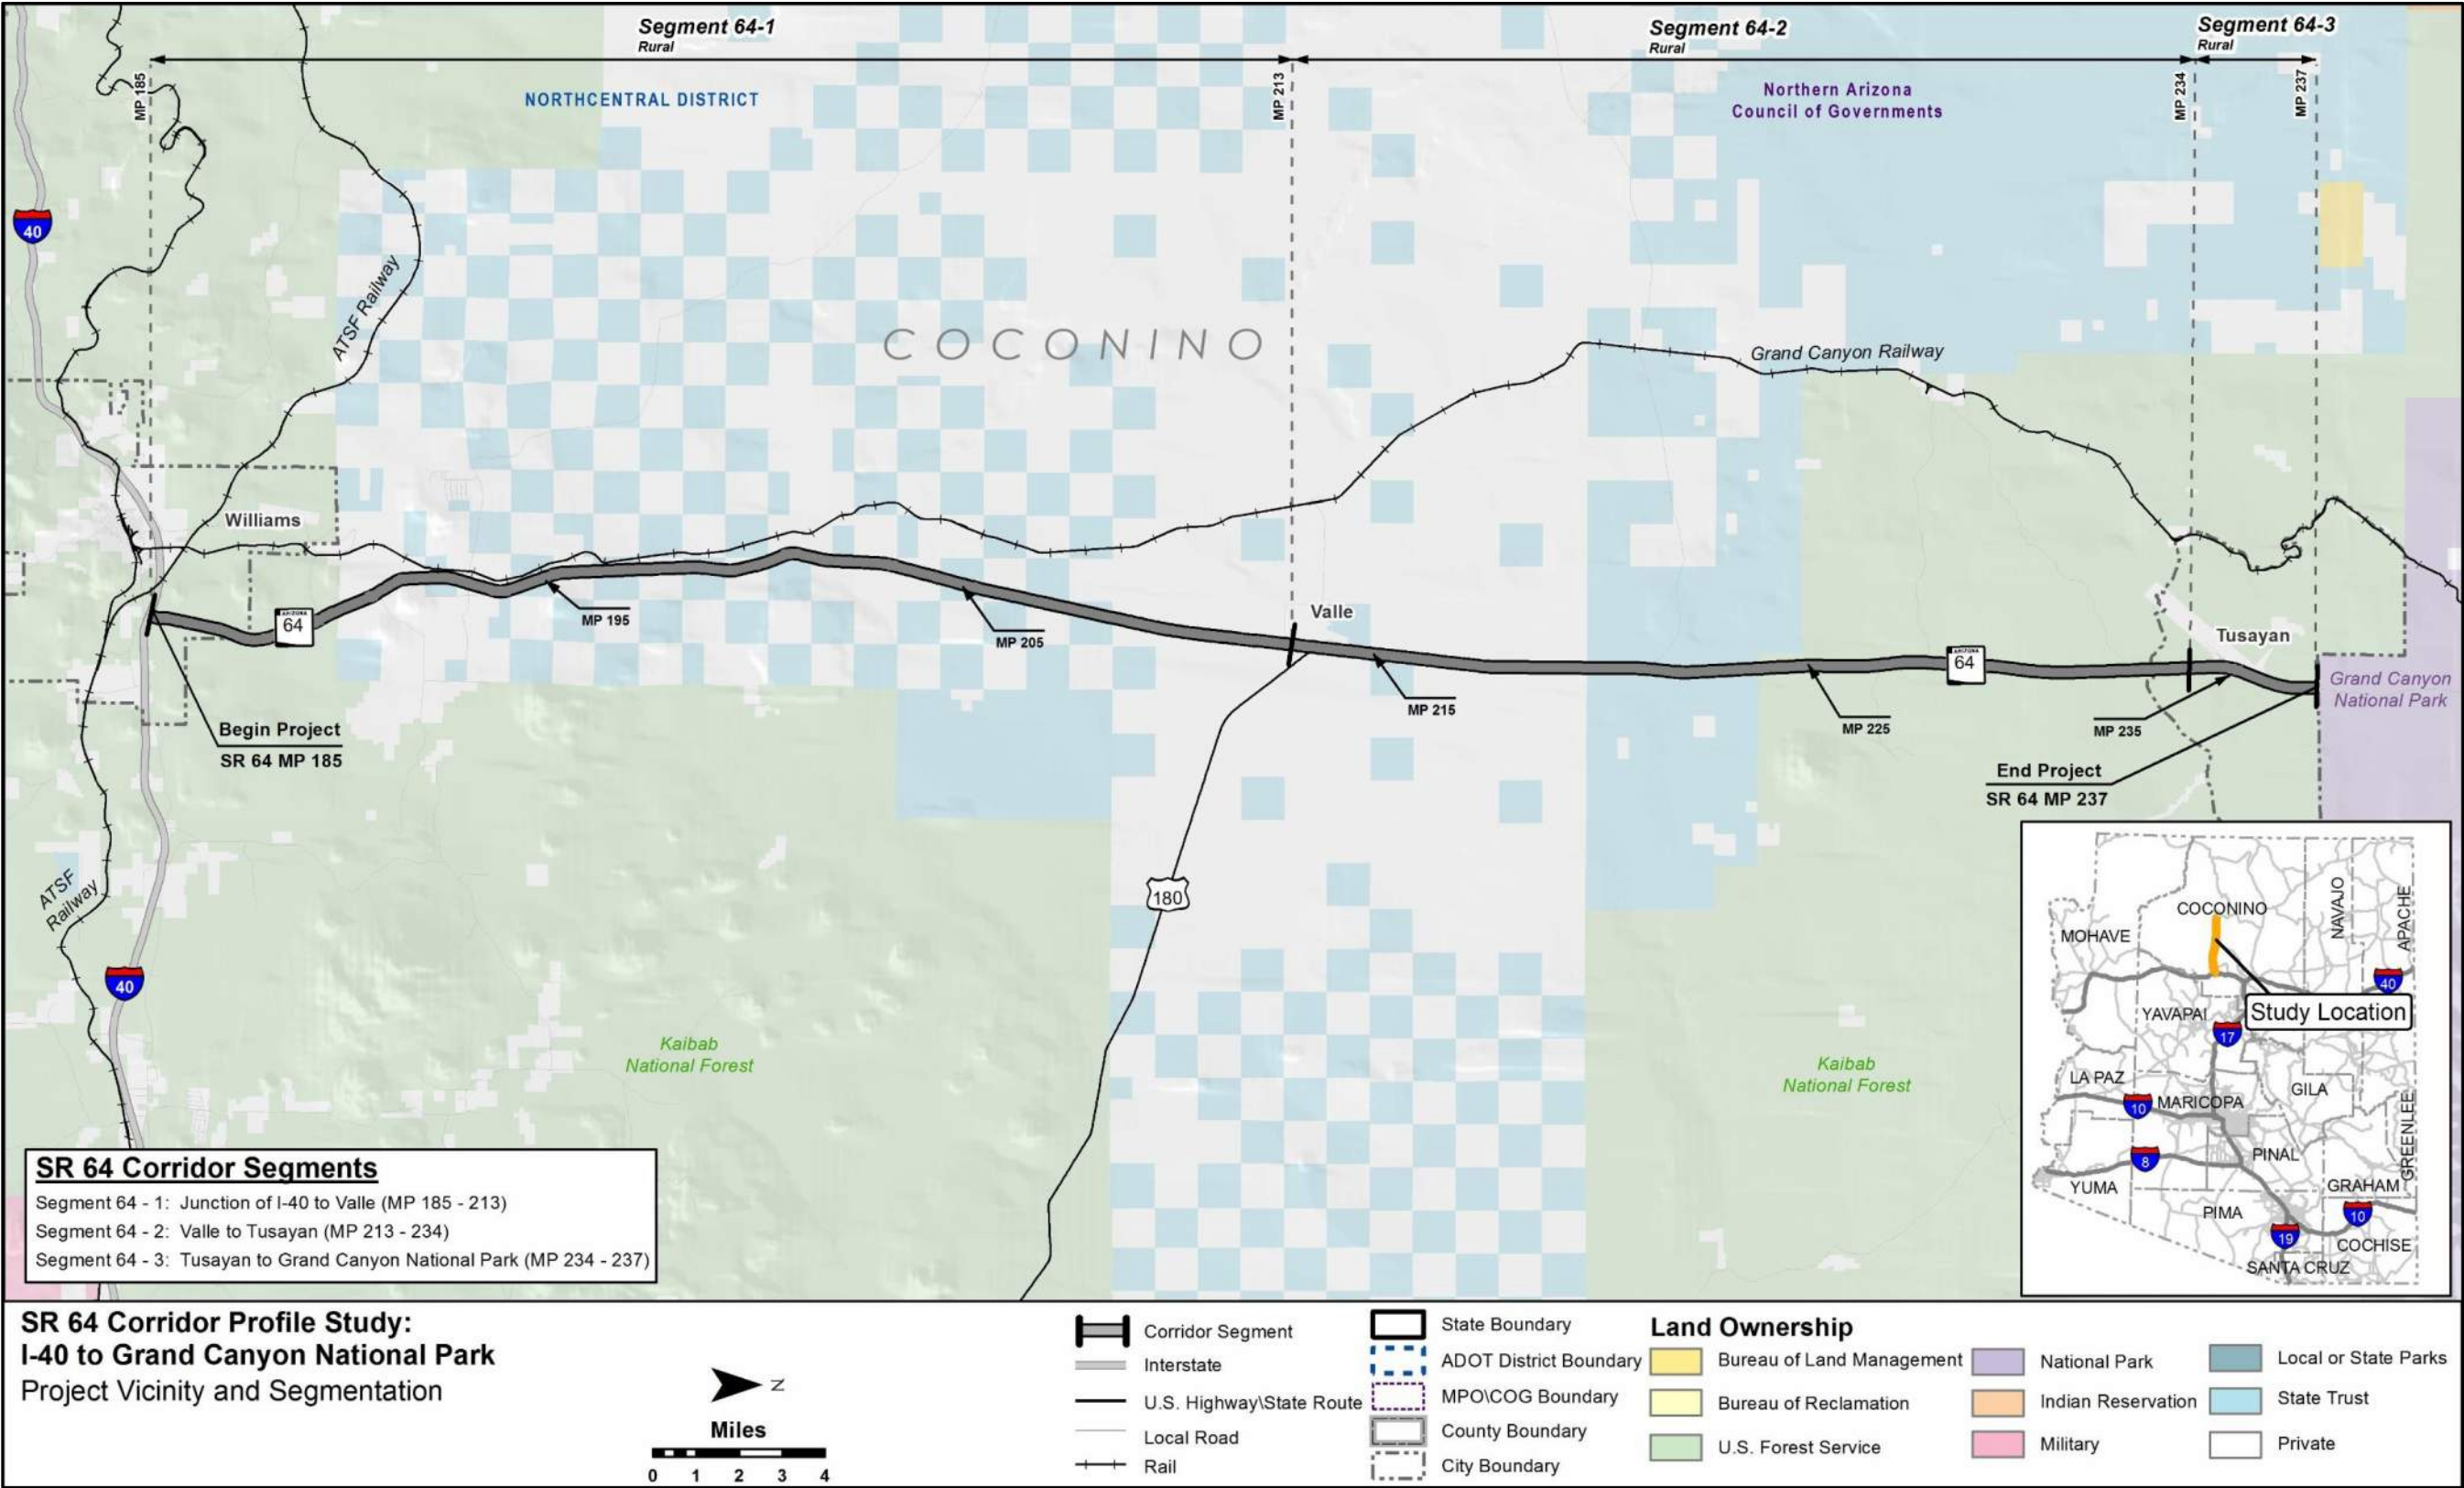 Segment 64-1
Rural
Segment 64-2
Rural
Segment 64-3
Rural
MP 185
MP 213
MP 234
MP 237
NORTHCENTRAL DISTRICT
Northern Arizona
Council of Governments
40
ATSF Railway
COCONINO
Grand Canyon Railway
Williams
ARIZONA
64
MP 195
MP 205
Valle
MP 215
MP 225
ARIZONA
64
Tusayan
MP 235
Grand Canyon
National Park
Begin Project
SR 64 MP 185
End Project
SR 64 MP 237
180
ATSF
Railway
40
Kaibab
National Forest
Kaibab
National Forest
COCONINO
MOHAVE
NAVAJO
APACHE
40
YAVAPAI
Study Location
17
LA PAZ
GILA
10
MARICOPA
GREENLEE
8
PINAL
YUMA
GRAHAM
PIMA
10
19
COCHISE
SANTA CRUZ
SR 64 Corridor Segments
Segment 64 - 1: Junction of I-40 to Valle (MP 185 - 213)
Segment 64 - 2: Valle to Tusayan (MP 213 - 234)
Segment 64 - 3: Tusayan to Grand Canyon National Park (MP 234 - 237)
SR 64 Corridor Profile Study:
I-40 to Grand Canyon National Park
Project Vicinity and Segmentation
N
Miles
0 1 2 3 4
Corridor Segment
Interstate
U.S. Highway\State Route
Local Road
Rail
State Boundary
ADOT District Boundary
MPO\COG Boundary
County Boundary
City Boundary
Land Ownership
Bureau of Land Management
Bureau of Reclamation
U.S. Forest Service
National Park
Indian Reservation
Military
Local or State Parks
State Trust
Private